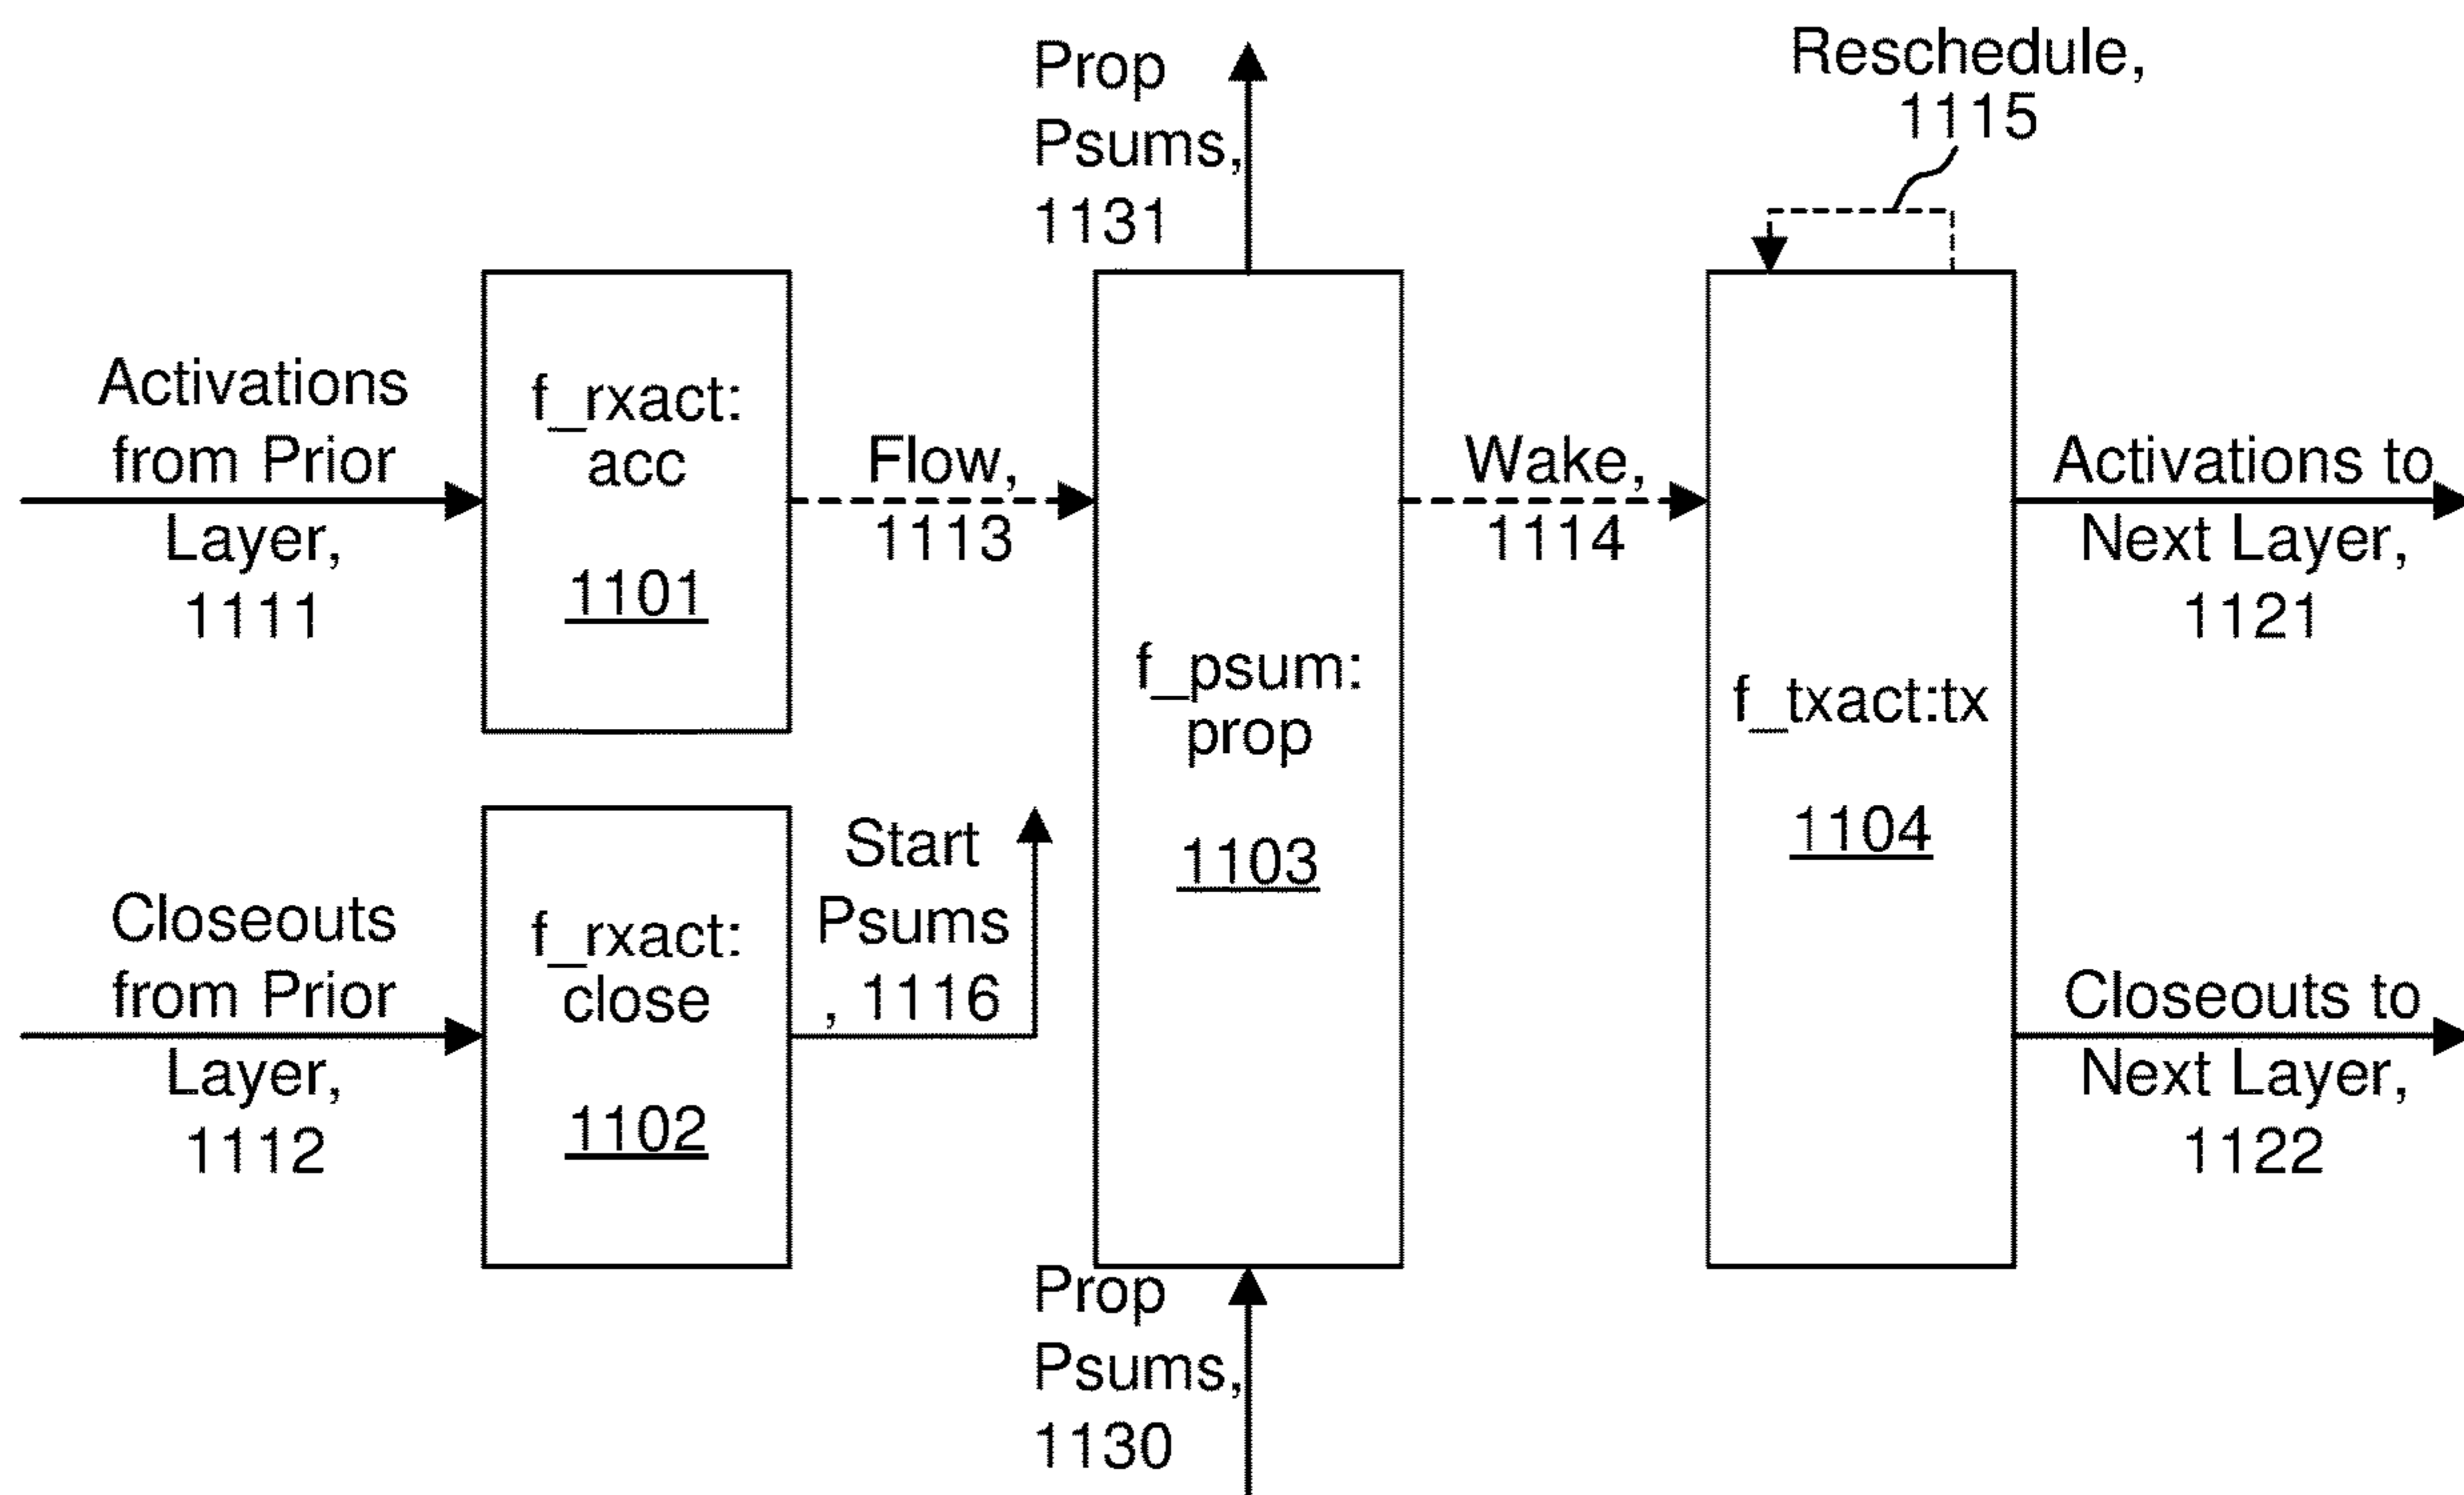 Prop
Psums,
1131
Reschedule,
1115
Activations
from Prior
Layer,
1111
f_rxact:
acc
1101
Flow,
1113
f_psum:
prop
1103
Wake,
1114
f_txact:tx
1104
Activations to
Next Layer,
1121
Closeouts
from Prior
Layer,
1112
f_rxact:
close
1102
Start
Psums
, 1116
Closeouts to
Next Layer,
1122
Prop
Psums,
1130